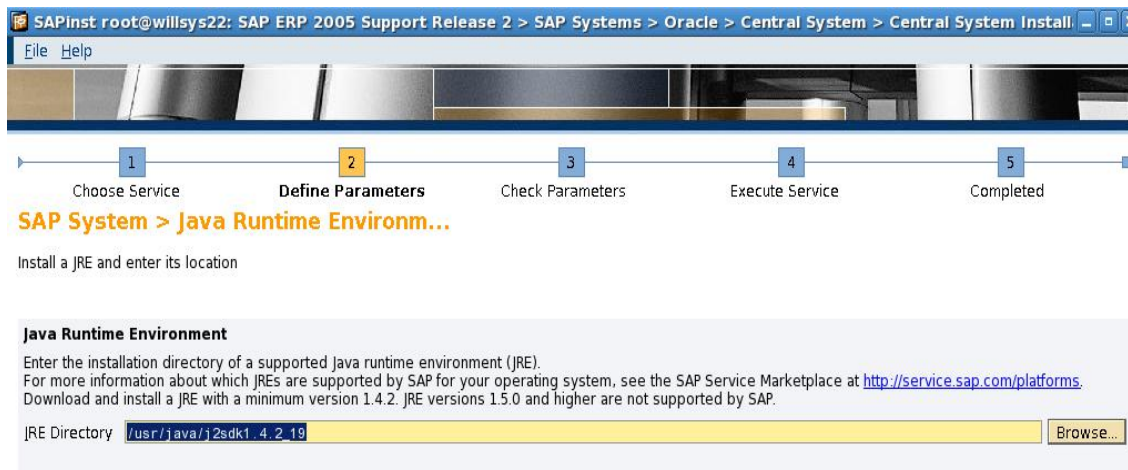 SAPinst root@willsys22: SAP ERP 2005 Support Release 2 > SAP Systems > Oracle > Central System > Central System Install
File Help
1 2 3 4 5
Choose Service Define Parameters Check Parameters Execute Service Completed
SAP System > Java Runtime Environm...
Install a JRE and enter its location
Java Runtime Environment
Enter the installation directory of a supported Java runtime environment (JRE).
For more information about which JREs are supported by SAP for your operating system, see the SAP Service Marketplace at http://service.sap.com/platforms.
Download and install a JRE with a minimum version 1.4.2. JRE versions 1.5.0 and higher are not supported by SAP.
JRE Directory /usr/java/j2sdk1.4.2_19 Browse...